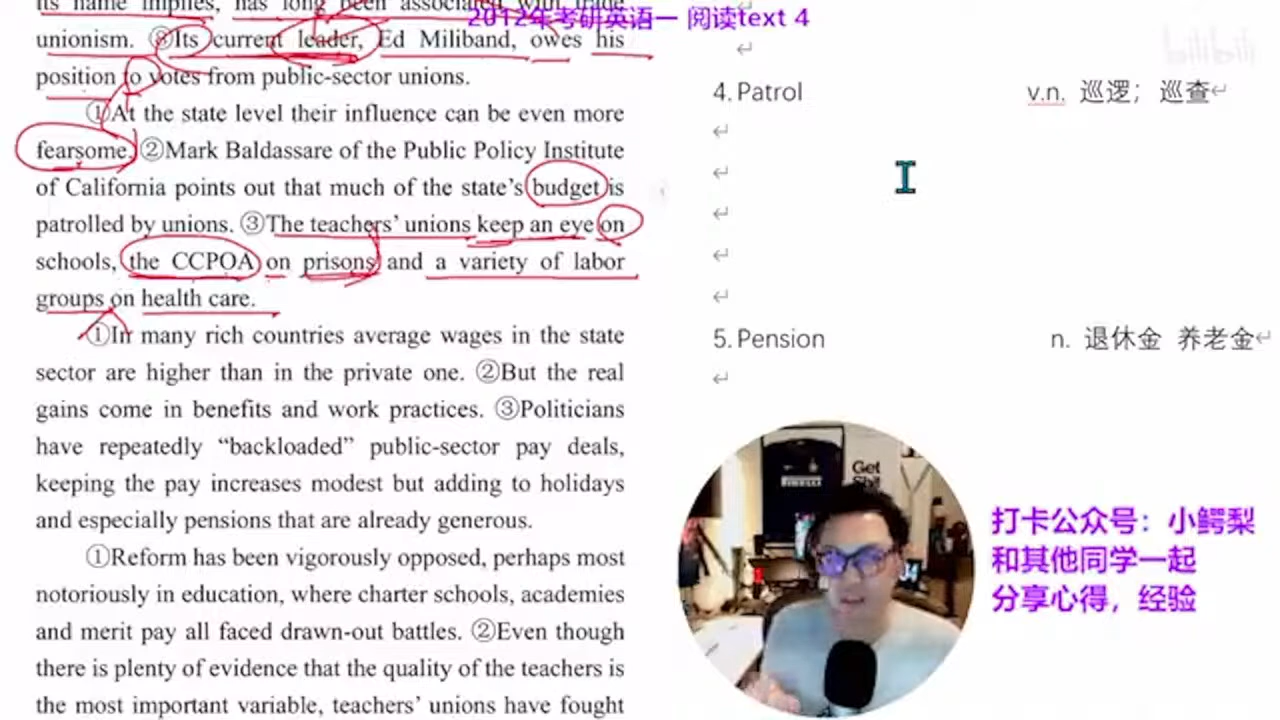 its name implies, has long been associated with trade
2012年考研英语一 阅读text 4
unionism. ⑧Its current leader, Ed Miliband, owes his
position to votes from public-sector unions.
①At the state level their influence can be even more
fearsome. ②Mark Baldassare of the Public Policy Institute
of California points out that much of the state's budget is
patrolled by unions. ③The teachers' unions keep an eye on
schools, the CCPOA on prisons and a variety of labor
groups on health care.
①In many rich countries average wages in the state
sector are higher than in the private one. ②But the real
gains come in benefits and work practices. ③Politicians
have repeatedly “backloaded” public-sector pay deals,
keeping the pay increases modest but adding to holidays
and especially pensions that are already generous.
①Reform has been vigorously opposed, perhaps most
notoriously in education, where charter schools, academies
and merit pay all faced drawn-out battles. ②Even though
there is plenty of evidence that the quality of the teachers is
the most important variable, teachers' unions have fought
bilibili
4. Patrol v.n. 巡逻；巡查
5. Pension n. 退休金 养老金
Get
Shit
PIRELLI
打卡公众号：小鳄梨
和其他同学一起
分享心得，经验